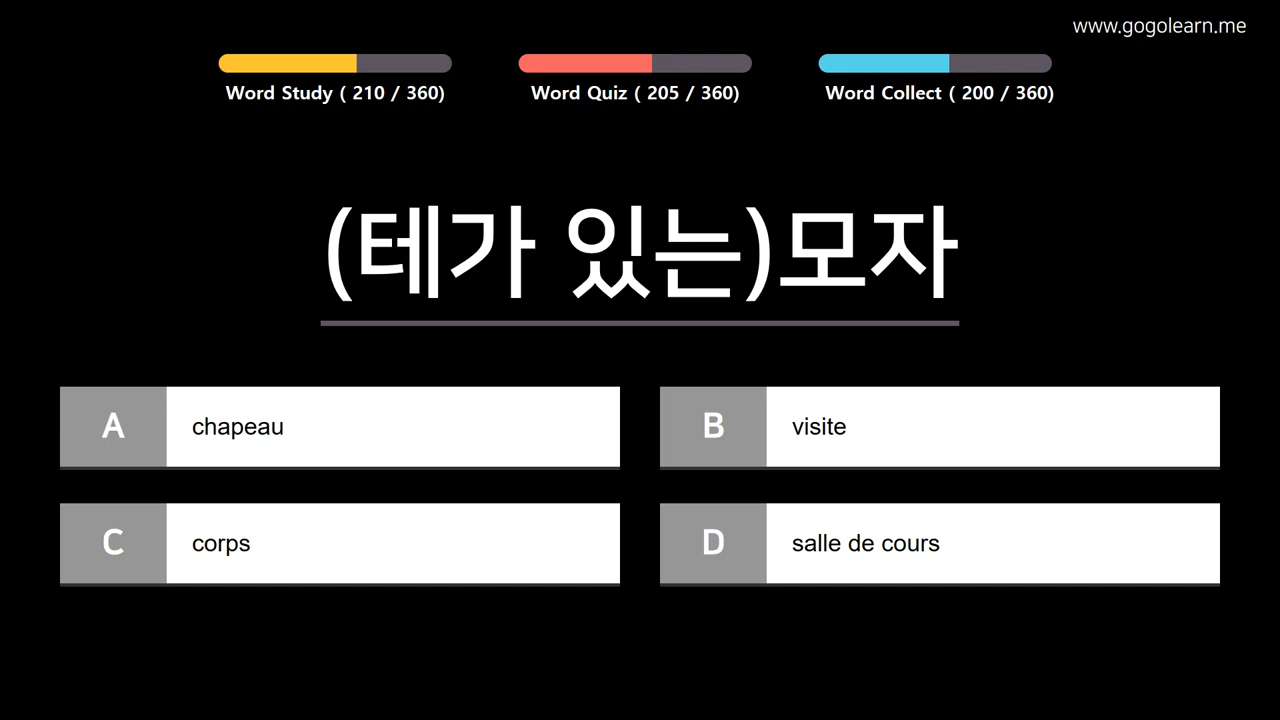 www.gogolearn.me
Word Study ( 210 / 360)
Word Quiz ( 205 / 360)
Word Collect ( 200 / 360)
(테가 있는)모자
A chapeau
B visite
C corps
D salle de cours